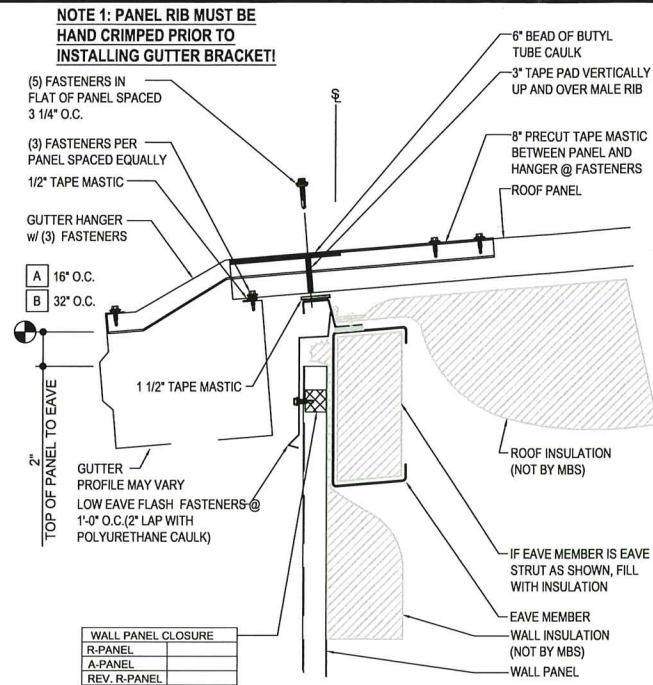 NOTE 1: PANEL RIB MUST BE
HAND CRIMPED PRIOR TO
INSTALLING GUTTER BRACKET!
(5) FASTENERS IN
FLAT OF PANEL SPACED
3 1/4" O.C.
(3) FASTENERS PER
PANEL SPACED EQUALLY
1/2" TAPE MASTIC
GUTTER HANGER
w/ (3) FASTENERS
A 16" O.C.
B 32" O.C.
6" BEAD OF BUTYL
TUBE CAULK
3" TAPE PAD VERTICALLY
UP AND OVER MALE RIB
8" PRECUT TAPE MASTIC
BETWEEN PANEL AND
HANGER @ FASTENERS
ROOF PANEL
1 1/2" TAPE MASTIC
2"
TOP OF PANEL TO EAVE
GUTTER
PROFILE MAY VARY
LOW EAVE FLASH FASTENERS @
1'-0" O.C.(2" LAP WITH
POLYURETHANE CAULK)
ROOF INSULATION
(NOT BY MBS)
IF EAVE MEMBER IS EAVE
STRUT AS SHOWN, FILL
WITH INSULATION
EAVE MEMBER
WALL INSULATION
(NOT BY MBS)
WALL PANEL
WALL PANEL CLOSURE
R-PANEL
A-PANEL
REV. R-PANEL